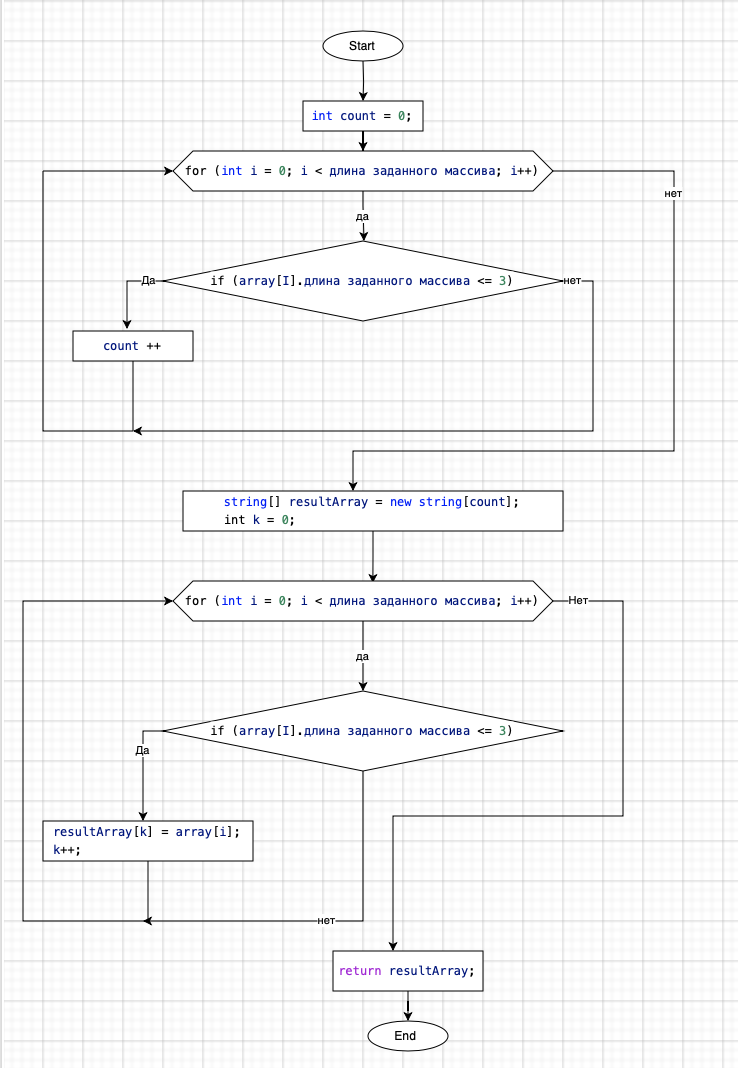 Start
int count = 0;
for (int i = 0; i < длина заданного массива; i++)
нет
да
if (array[I].длина заданного массива <= 3)
Да
нет
count ++
string[] resultArray = new string[count];
int k = 0;
for (int i = 0; i < длина заданного массива; i++)
Нет
да
if (array[I].длина заданного массива <= 3)
Да
resultArray[k] = array[i];
k++;
нет
return resultArray;
End